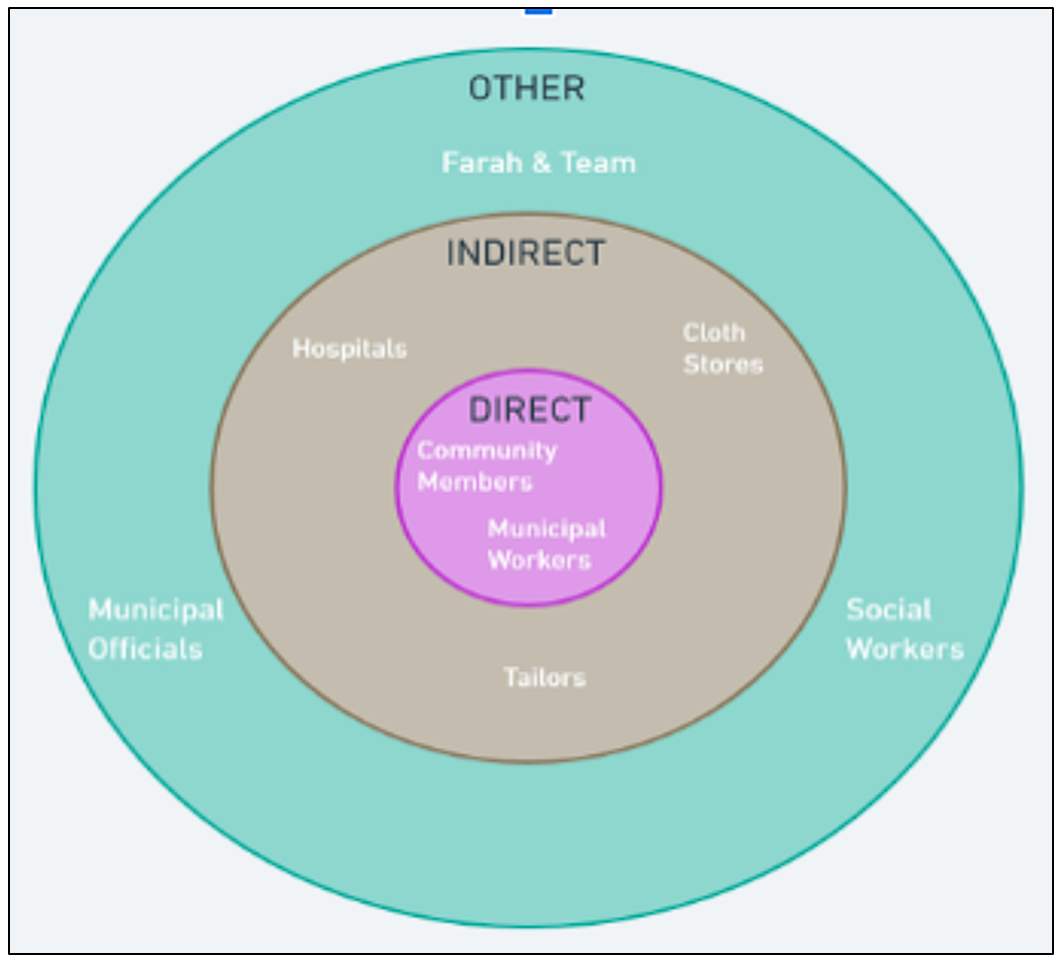 OTHER
Farah & Team
INDIRECT
Hospitals
Cloth
Stores
DIRECT
Community
Members
Municipal
Workers
Municipal
Officials
Social
Workers
Tailors